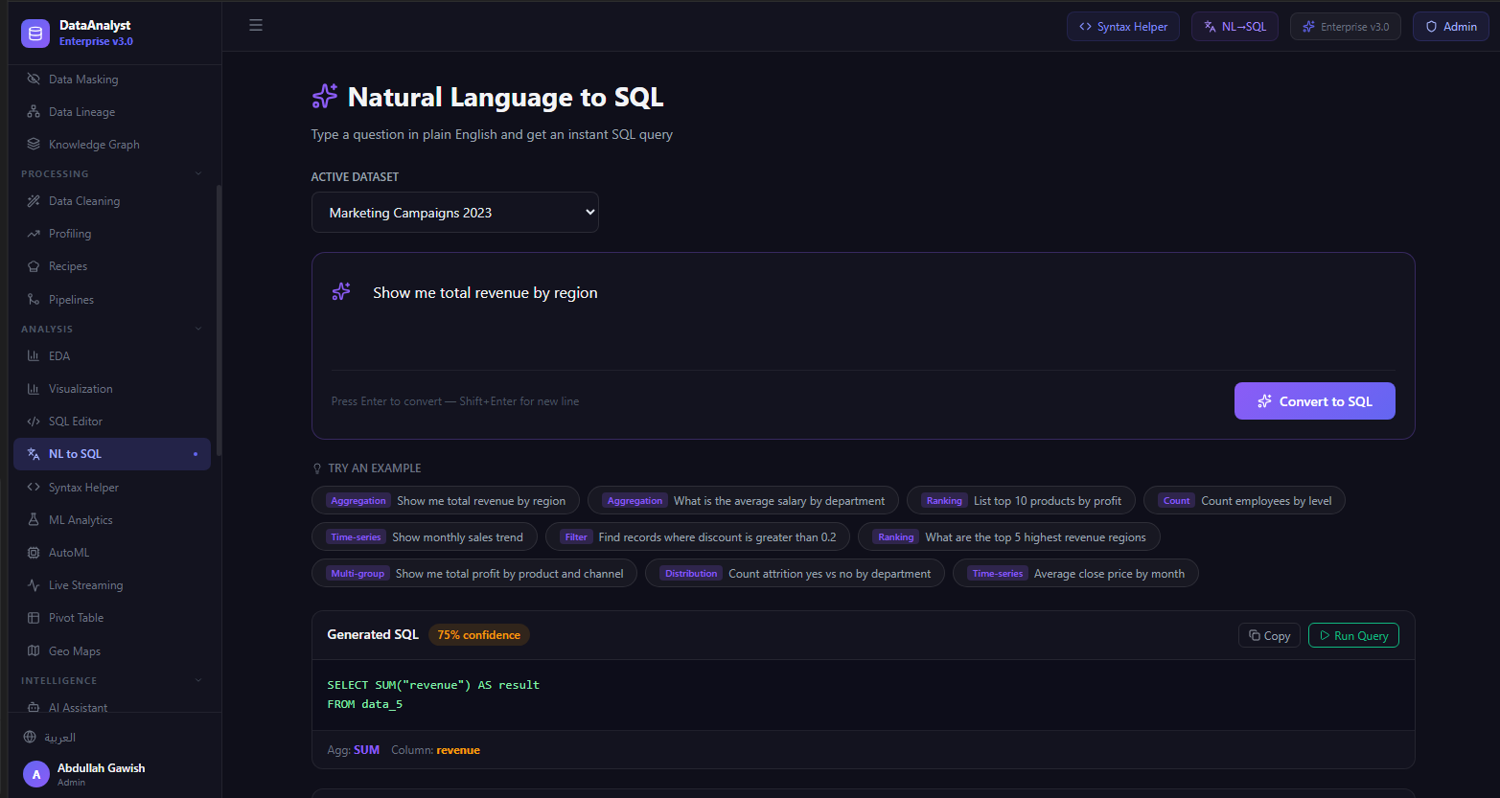 DataAnalyst
Enterprise v3.0
Data Masking
Data Lineage
Knowledge Graph
PROCESSING
Data Cleaning
Profiling
Recipes
Pipelines
ANALYSIS
EDA
Visualization
SQL Editor
NL to SQL
Syntax Helper
ML Analytics
AutoML
Live Streaming
Pivot Table
Geo Maps
INTELLIGENCE
AI Assistant
العربية
A
Abdullah Gawish
Admin
Syntax Helper NL→SQL Enterprise v3.0 Admin
Natural Language to SQL
Type a question in plain English and get an instant SQL query
ACTIVE DATASET
Marketing Campaigns 2023
Show me total revenue by region
Press Enter to convert — Shift+Enter for new line Convert to SQL
TRY AN EXAMPLE
Aggregation Show me total revenue by region Aggregation What is the average salary by department Ranking List top 10 products by profit Count Count employees by level
Time-series Show monthly sales trend Filter Find records where discount is greater than 0.2 Ranking What are the top 5 highest revenue regions
Multi-group Show me total profit by product and channel Distribution Count attrition yes vs no by department Time-series Average close price by month
Generated SQL 75% confidence Copy Run Query
SELECT SUM("revenue") AS result
FROM data_5
Agg: SUM Column: revenue